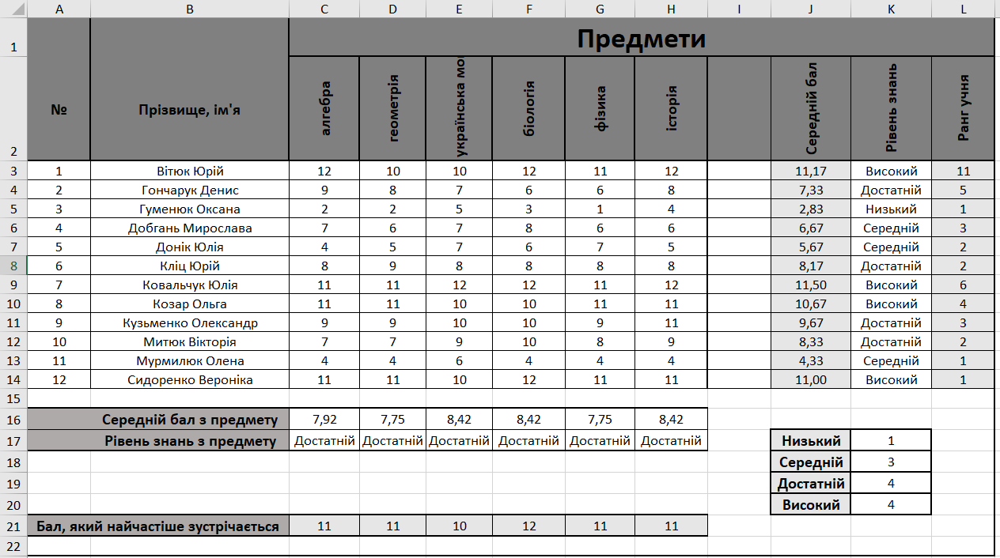 A B C D E F G H I J K L
1 Предмети
2 № Прізвище, ім'я алгебра геометрія українська мо біологія фізика історія Середній бал Рівень знань Ранг учня
3 1 Вітюк Юрій 12 10 10 12 11 12 11,17 Високий 11
4 2 Гончарук Денис 9 8 7 6 6 8 7,33 Достатній 5
5 3 Гуменюк Оксана 2 2 5 3 1 4 2,83 Низький 1
6 4 Добгань Мирослава 7 6 7 8 6 6 6,67 Середній 3
7 5 Донік Юлія 4 5 7 6 7 5 5,67 Середній 2
8 6 Кліц Юрій 8 9 8 8 8 8 8,17 Достатній 2
9 7 Ковальчук Юлія 11 11 12 12 11 12 11,50 Високий 6
10 8 Козар Ольга 11 11 10 10 11 11 10,67 Високий 4
11 9 Кузьменко Олександр 9 9 10 10 9 11 9,67 Достатній 3
12 10 Митюк Вікторія 7 7 9 10 8 9 8,33 Достатній 2
13 11 Мурмилюк Олена 4 4 6 4 4 4 4,33 Середній 1
14 12 Сидоренко Вероніка 11 11 10 12 11 11 11,00 Високий 1
15
16 Середній бал з предмету 7,92 7,75 8,42 8,42 7,75 8,42
17 Рівень знань з предмету Достатній Достатній Достатній Достатній Достатній Достатній Низький 1
18 Середній 3
19 Достатній 4
20 Високий 4
21 Бал, який найчастіше зустрічається 11 11 10 12 11 11
22